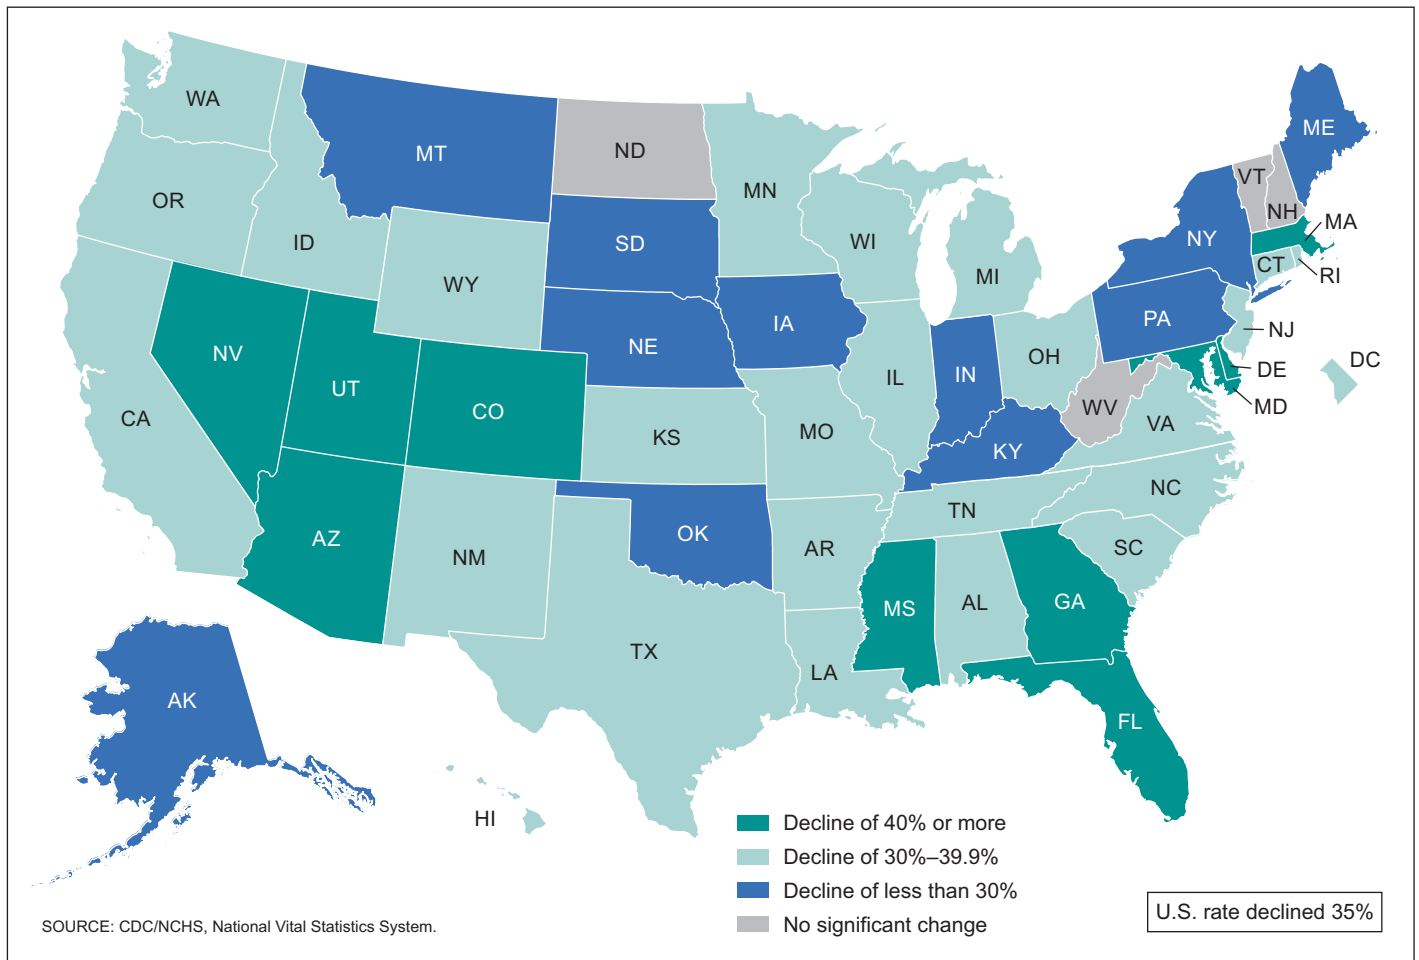 WA
MT
ND
MN
OR
ID
WY
SD
WI
MI
ME
VT
NH
MA
NY
CT
RI
NV
UT
CO
NE
IA
IL
IN
OH
PA
NJ
DE
MD
DC
CA
KS
MO
KY
WV
VA
AZ
NM
OK
AR
TN
NC
SC
MS
AL
GA
TX
LA
FL
AK
HI
Decline of 40% or more
Decline of 30%–39.9%
Decline of less than 30%
No significant change
U.S. rate declined 35%
SOURCE: CDC/NCHS, National Vital Statistics System.